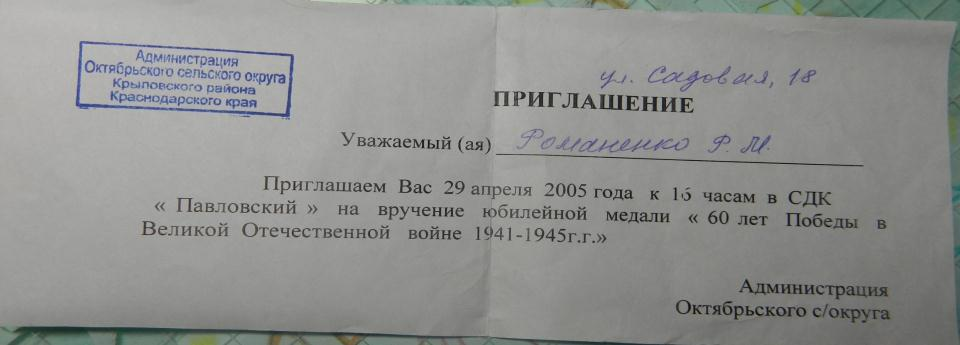 Администрация
Октябрьского сельского округа
Крыловского района
Краснодарского края
ул. Садовая, 18
ПРИГЛАШЕНИЕ
Уважаемый (ая) Романенко Р. М.
Приглашаем Вас 29 апреля 2005 года к 16 часам в СДК
« Павловский » на вручение юбилейной медали « 60 лет Победы в
Великой Отечественной войне 1941-1945г.г.»
Администрация
Октябрьского с/округа